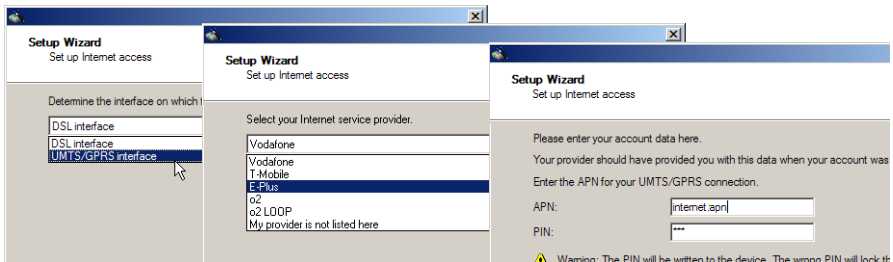 Setup Wizard
Set up Internet access
Determine the interface on which
DSL interface
DSL interface
UMTS/GPRS interface
Setup Wizard
Set up Internet access
Select your Internet service provider.
Vodafone
Vodafone
T-Mobile
E-Plus
o2
o2 LOOP
My provider is not listed here
Setup Wizard
Set up Internet access
Please enter your account data here.
Your provider should have provided you with this data when your account was
Enter the APN for your UMTS/GPRS connection.
APN: internet.apn
PIN: ***
Warning: The PIN will be written to the device. The wrong PIN will lock